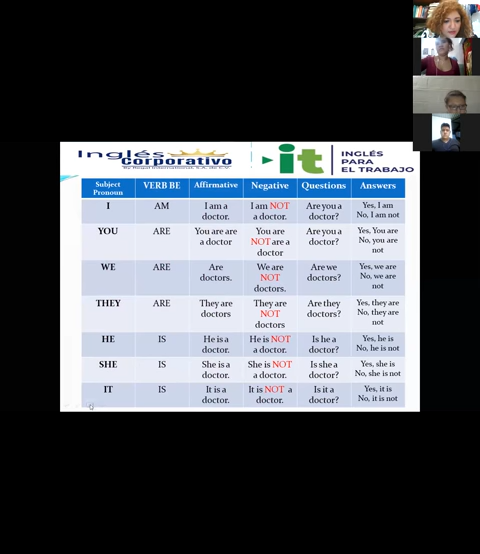 Inglés
Corporativo
it
INGLÉS
PARA
EL TRABAJO
Subject Pronoun VERB BE Affirmative Negative Questions Answers
I AM I am a doctor. I am NOT a doctor. Are you a doctor? Yes, I am No, I am not
YOU ARE You are are a doctor You are NOT are a doctor Are you a doctor? Yes, You are No, you are not
WE ARE Are doctors. We are NOT doctors. Are we doctors? Yes, we are No, we are not
THEY ARE They are doctors They are NOT doctors Are they doctors? Yes, they are No, they are not
HE IS He is a doctor. He is NOT a doctor. Is he a doctor? Yes, he is No, he is not
SHE IS She is a doctor. She is NOT a doctor. Is she a doctor? Yes, she is No, she is not
IT IS It is a doctor. It is NOT a doctor. Is it a doctor? Yes, it is No, it is not